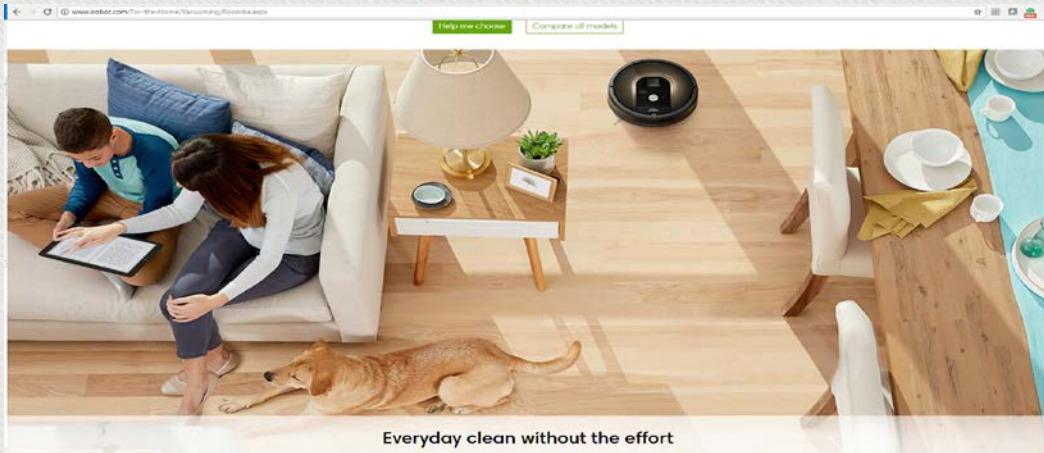 www.irobot.com/For-the-Home/Vacuuming/Roomba.aspx
Help me choose
Compare all models
Everyday clean without the effort